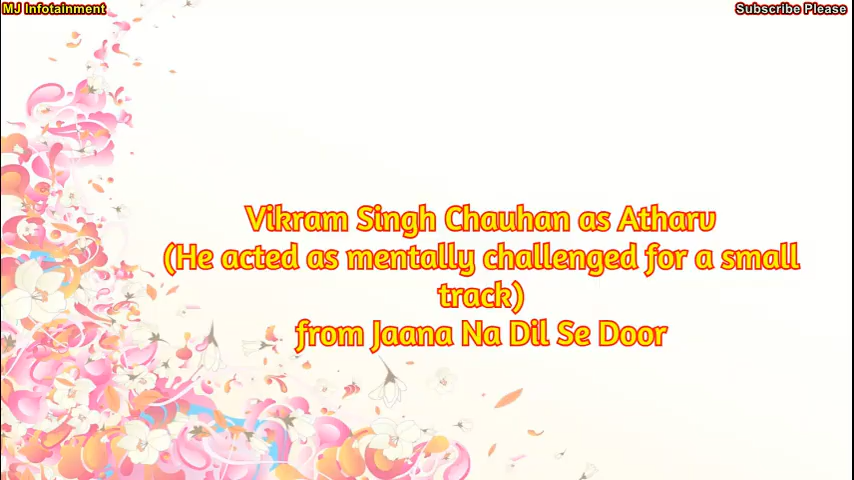 MJ Infotainment
Subscribe Please
Vikram Singh Chauhan as Atharv
(He acted as mentally challenged for a small
track)
from Jaana Na Dil Se Door